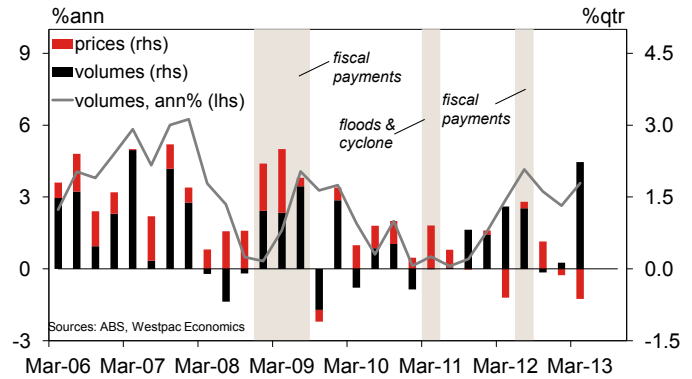 %ann
%qtr
9
4.5
prices (rhs)
volumes (rhs)
volumes, ann% (lhs)
fiscal
payments
fiscal
payments
floods &
cyclone
6
3.0
3
1.5
0
0.0
Sources: ABS, Westpac Economics
-3
-1.5
Mar-06 Mar-07 Mar-08 Mar-09 Mar-10 Mar-11 Mar-12 Mar-13